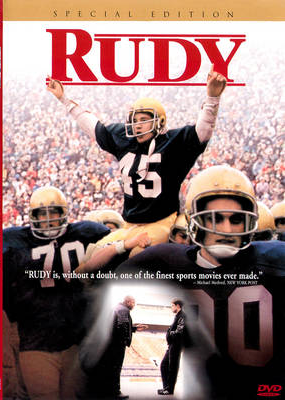 SPECIAL EDITION
RUDY
45
70
90
"RUDY is, without a doubt, one of the finest sports movies ever made."
– Michael Medved, NEW YORK POST
DVD